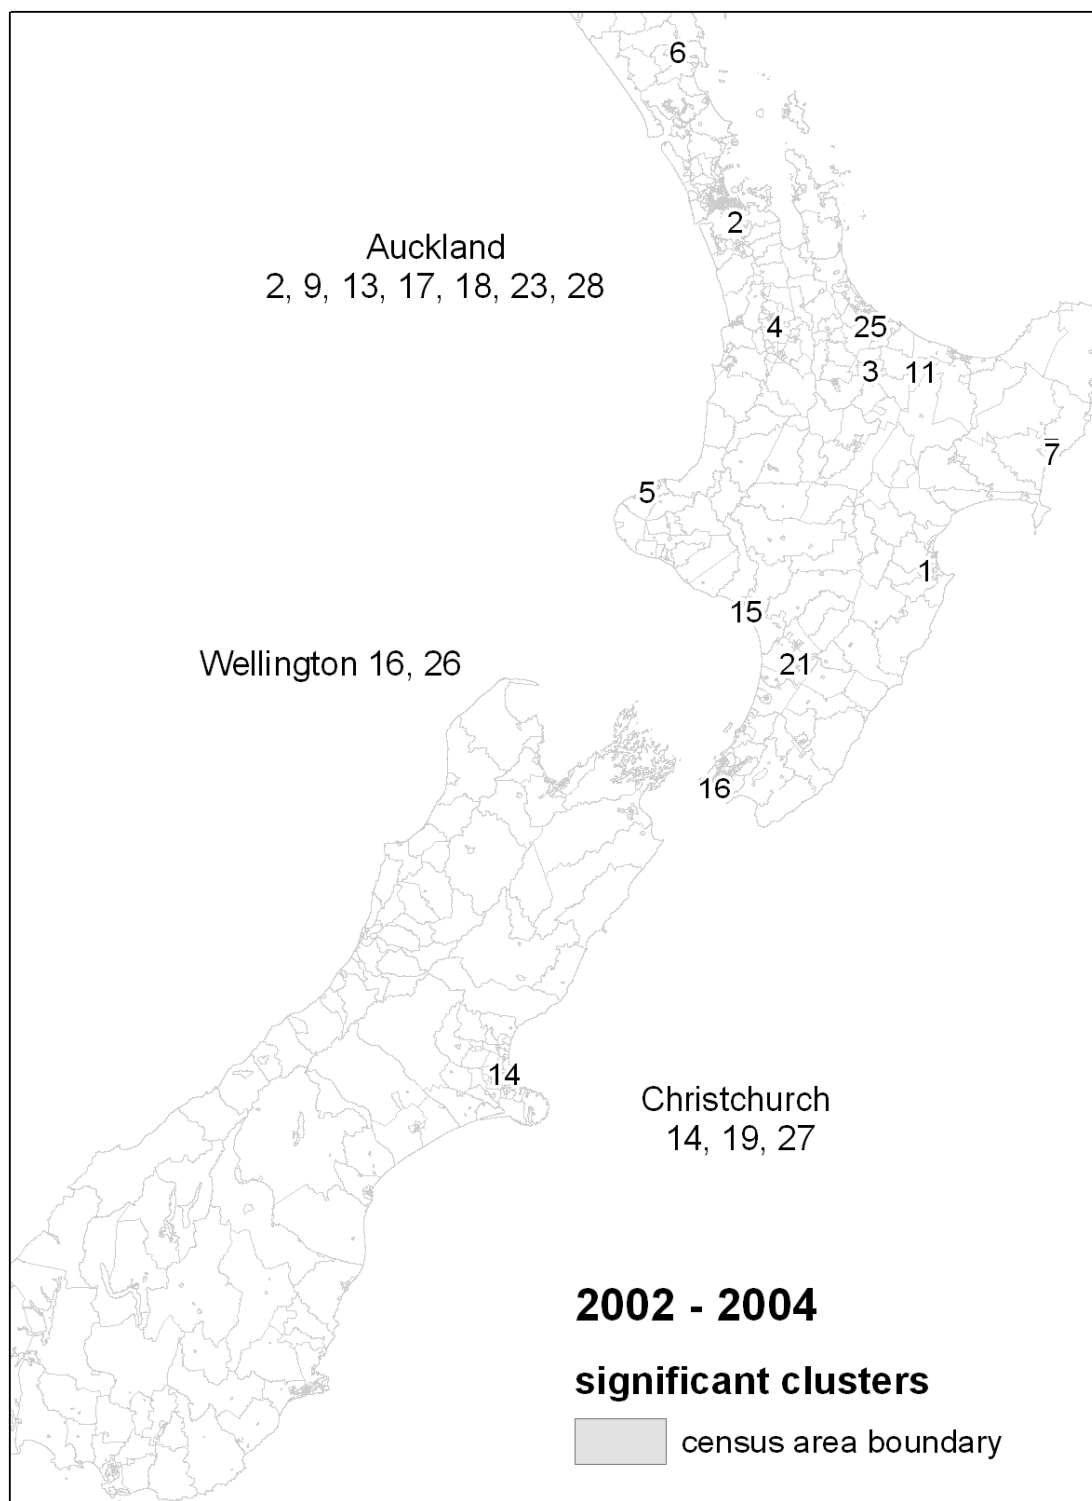 6
2
Auckland
2, 9, 13, 17, 18, 23, 28
4
25
3
11
7
5
1
15
Wellington 16, 26
21
16
14
Christchurch
14, 19, 27
2002 - 2004
significant clusters
census area boundary